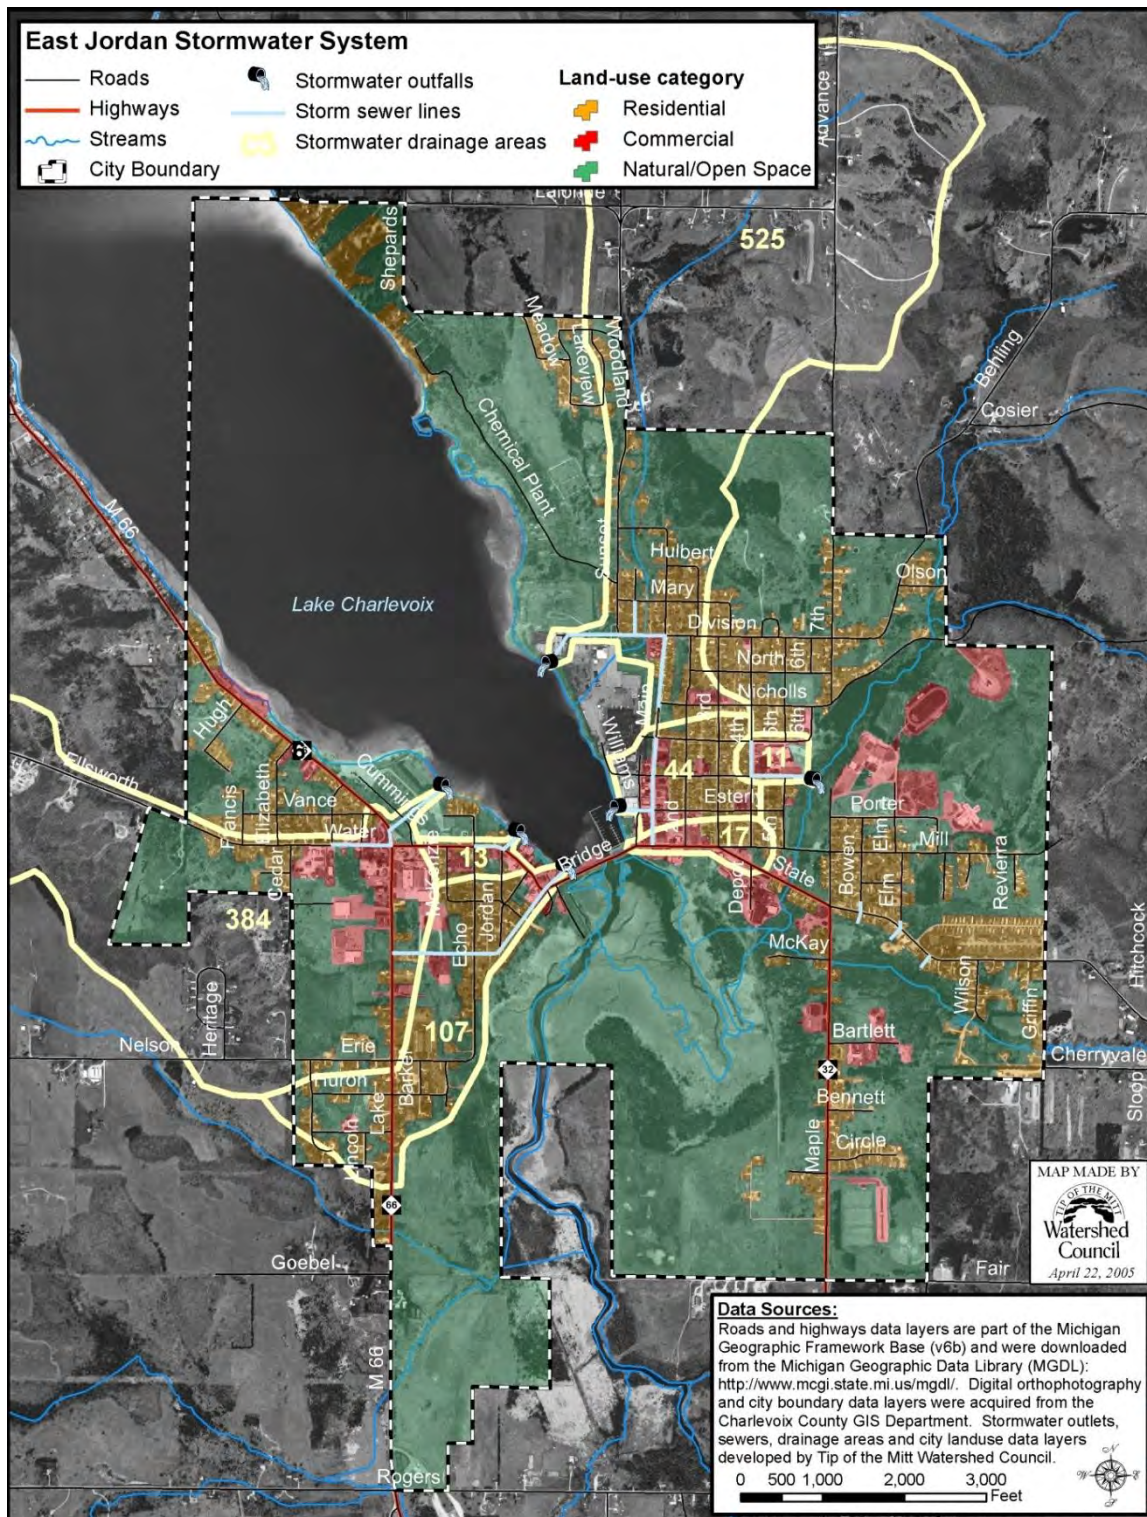 East Jordan Stormwater System
Roads
Highways
Streams
City Boundary
Stormwater outfalls
Storm sewer lines
Stormwater drainage areas
Land-use category
Residential
Commercial
Natural/Open Space
Advance
Shepards
525
Meadow
Lakeview
Woodland
Behling
Cosier
Chemical Plant
M 66
Sunset
Hulbert
Mary
Olson
Lake Charlevoix
Division
7th
North
6th
Nicholls
Main
3rd
4th
5th
6th
Hugh
Williams
Ellsworth
Cummings
44
11
Francis
Elizabeth
Vance
2nd
Esterly
Porter
Water
17
5th
Elm
Mill
Cedar
McKenzie
13
Bridge
State
Bowen
Elm
Revierra
Depot
384
Jordan
Echo
McKay
Hitchcock
Heritage
Wilson
Griffin
107
Nelson
Erie
Bartlett
Cherryvale
Huron
Barker
32
Stoop
Lake
Bennett
Lincoln
Maple
Circle
66
MAP MADE BY
TIP OF THE MITT
Watershed
Council
April 22, 2005
Goebel
Fair
M 66
Rogers
Data Sources:
Roads and highways data layers are part of the Michigan
Geographic Framework Base (v6b) and were downloaded
from the Michigan Geographic Data Library (MGDL):
http://www.mcgi.state.mi.us/mgdl/. Digital orthophotography
and city boundary data layers were acquired from the
Charlevoix County GIS Department. Stormwater outlets,
sewers, drainage areas and city landuse data layers
developed by Tip of the Mitt Watershed Council.
N
W E
S
0 500 1,000 2,000 3,000
Feet